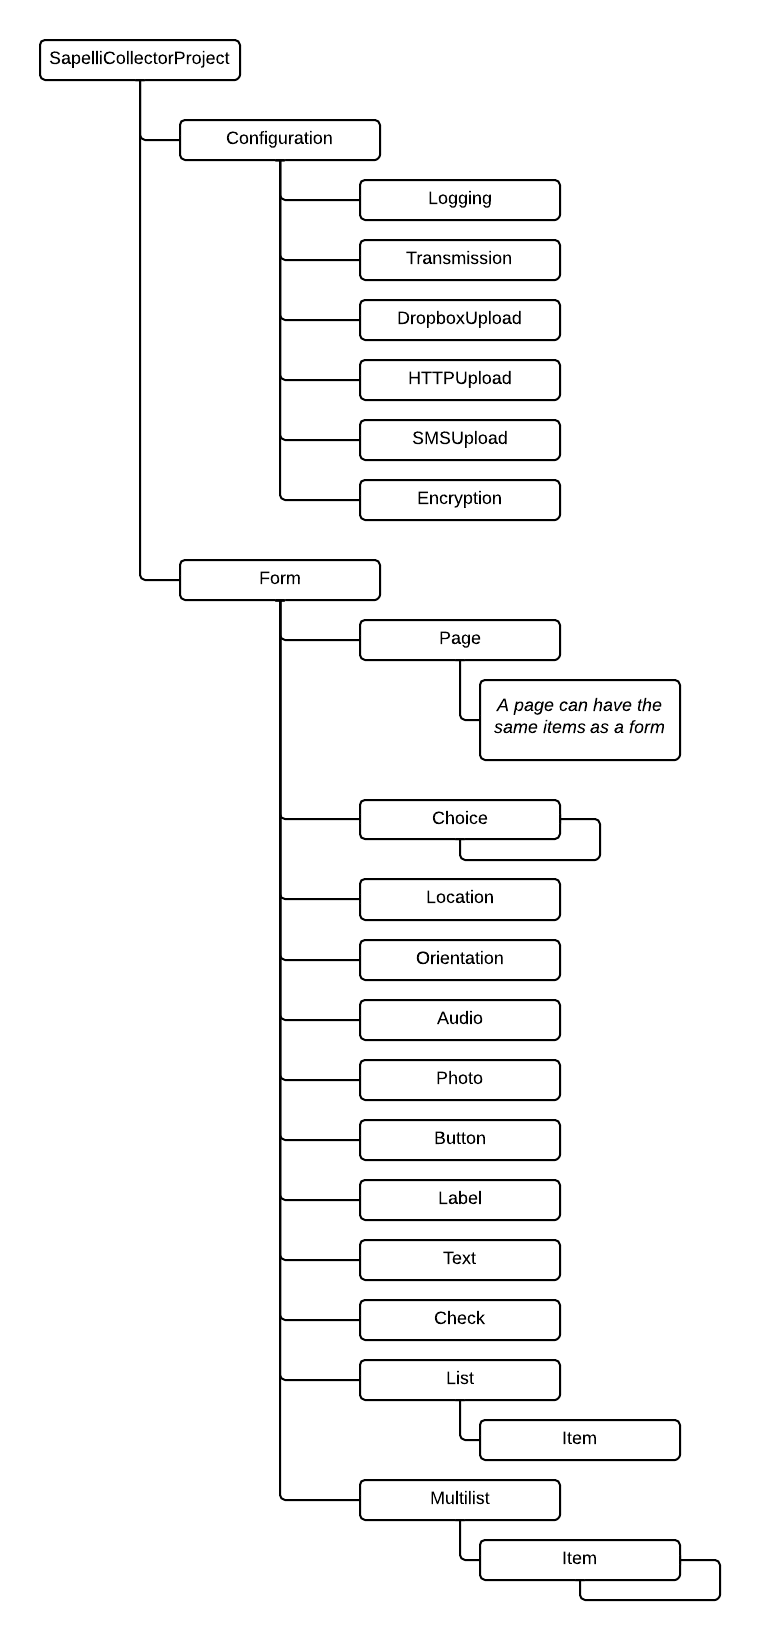 SapelliCollectorProject
Configuration
Logging
Transmission
DropboxUpload
HTTPUpload
SMSUpload
Encryption
Form
Page
A page can have the
same items as a form
Choice
Location
Orientation
Audio
Photo
Button
Label
Text
Check
List
Item
Multilist
Item